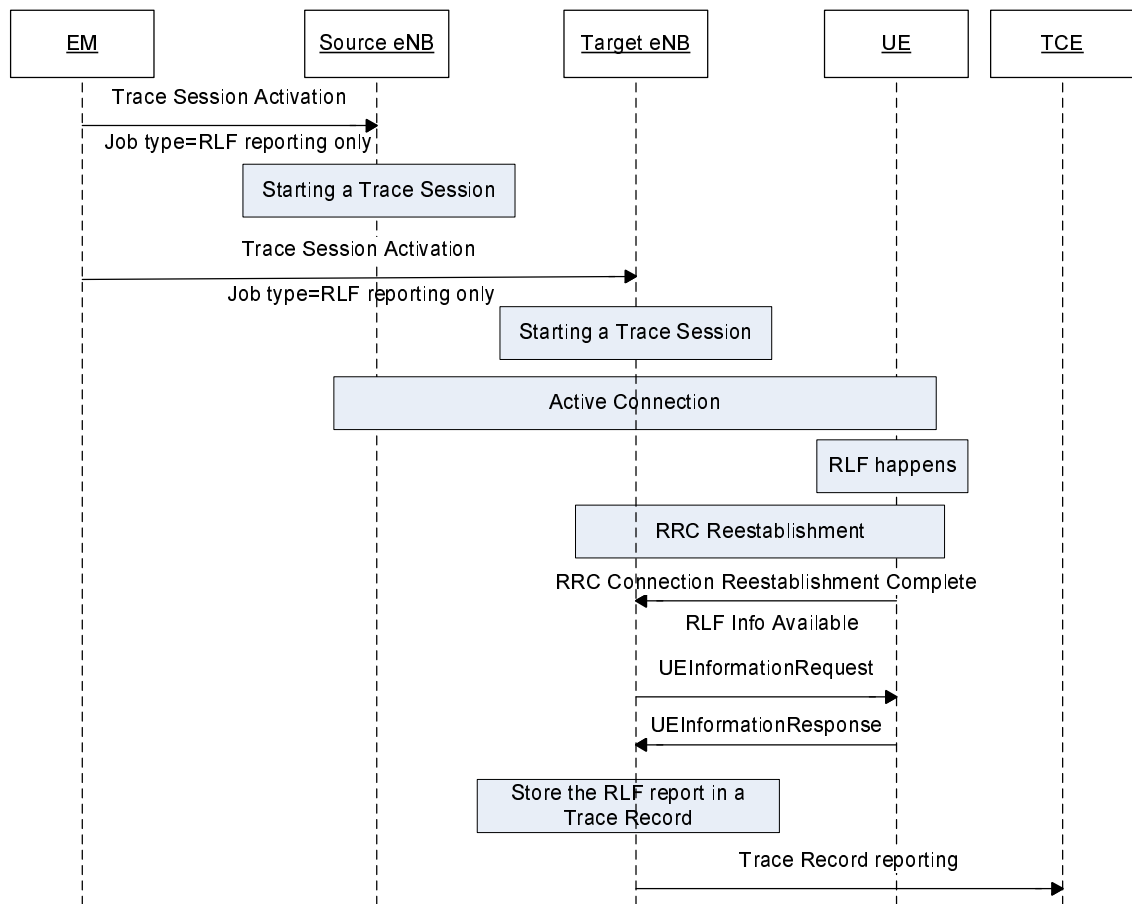 EM
Source eNB
Target eNB
UE
TCE
Trace Session Activation
Job type=RLF reporting only
Starting a Trace Session
Trace Session Activation
Job type=RLF reporting only
Starting a Trace Session
Active Connection
RLF happens
RRC Reestablishment
RRC Connection Reestablishment Complete
RLF Info Available
UEInformationRequest
UEInformationResponse
Store the RLF report in a
Trace Record
Trace Record reporting